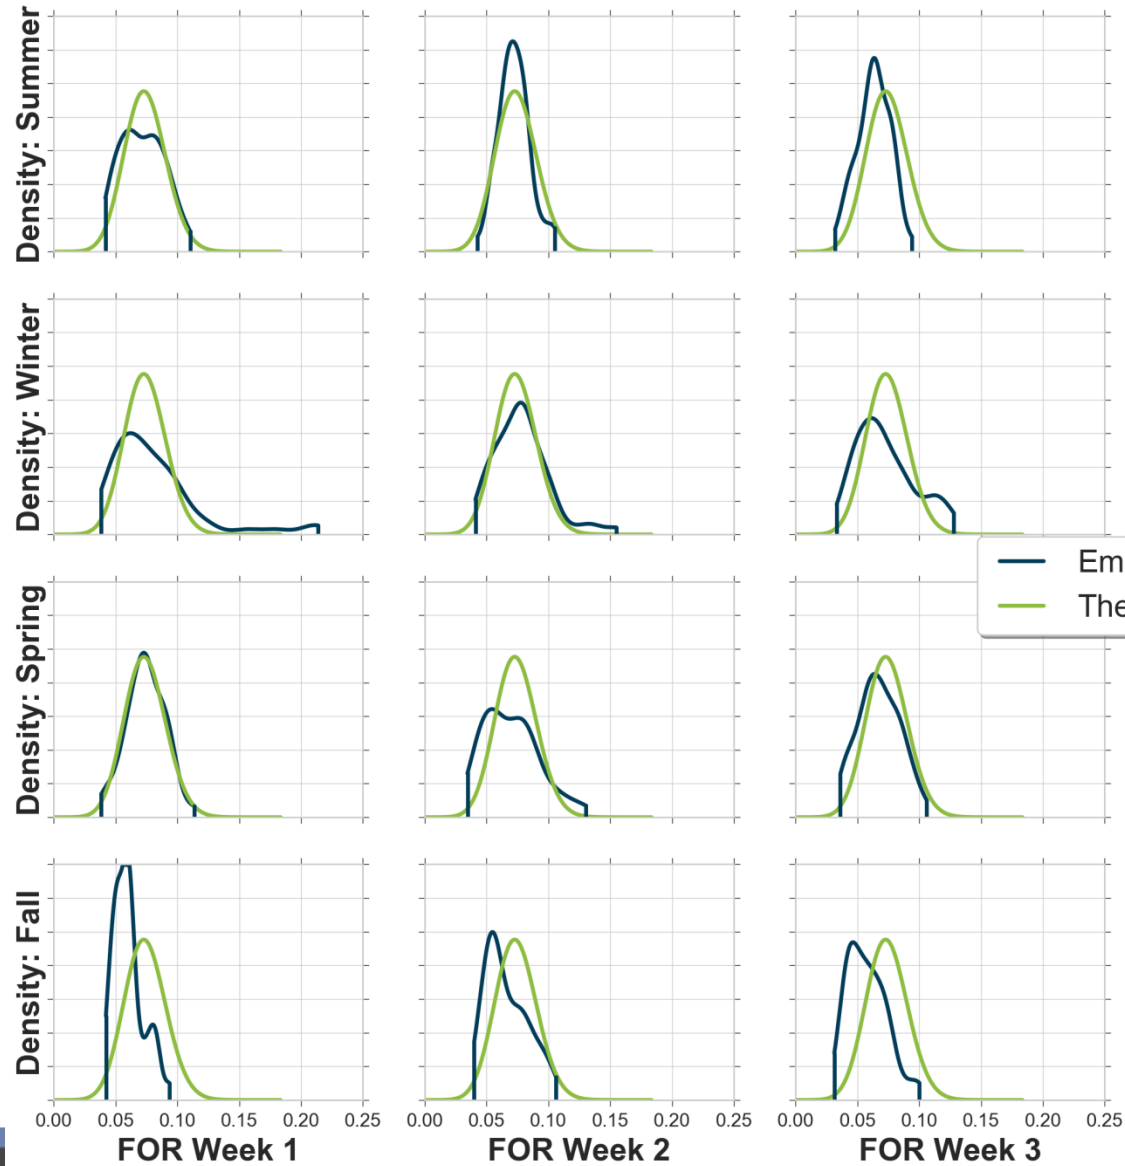 Density: Summer
Density: Winter
Em
The
Density: Spring
Density: Fall
0.00 0.05 0.10 0.15 0.20 0.25 0.00 0.05 0.10 0.15 0.20 0.25 0.00 0.05 0.10 0.15 0.20 0.25
FOR Week 1 FOR Week 2 FOR Week 3